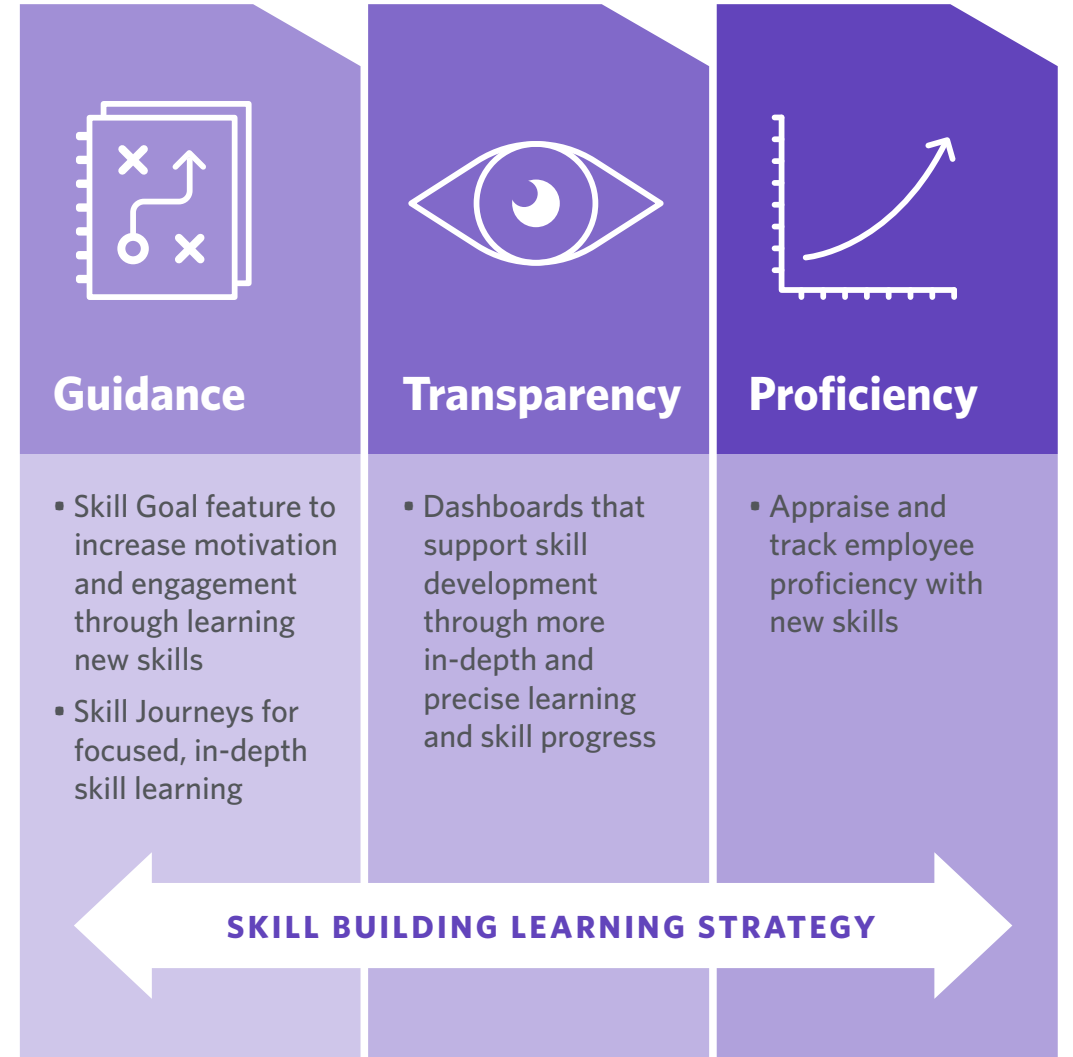 Guidance
• Skill Goal feature to
increase motivation
and engagement
through learning
new skills
• Skill Journeys for
focused, in-depth
skill learning
Transparency
• Dashboards that
support skill
development
through more
in-depth and
precise learning
and skill progress
Proficiency
• Appraise and
track employee
proficiency with
new skills
SKILL BUILDING LEARNING STRATEGY